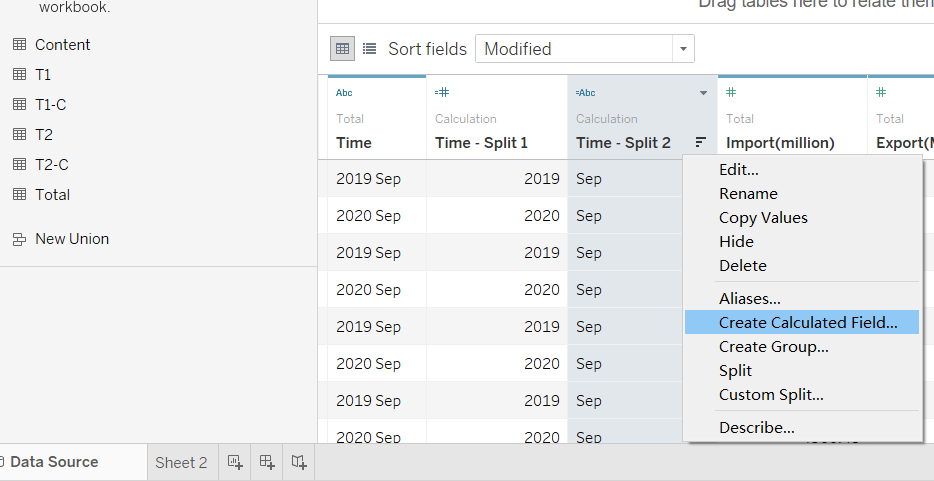 workbook.
Drag tables here to relate them
Content
T1
T1-C
T2
T2-C
Total
New Union
Sort fields Modified
Abc =# =Abc # #
Total Calculation Calculation Total Total
Time Time - Split 1 Time - Split 2 Import(million) Export(M
2019 Sep 2019 Sep
2020 Sep 2020 Sep
2019 Sep 2019 Sep
2020 Sep 2020 Sep
2019 Sep 2019 Sep
2020 Sep 2020 Sep
2019 Sep 2019 Sep
2020 Sep 2020 Sep
Edit...
Rename
Copy Values
Hide
Delete
Aliases...
Create Calculated Field...
Create Group...
Split
Custom Split...
Describe...
Data Source Sheet 2